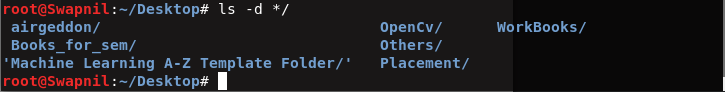 root@Swapnil:~/Desktop# ls -d */
airgeddon/ OpenCv/ WorkBooks/
Books_for_sem/ Others/
'Machine Learning A-Z Template Folder/' Placement/
root@Swapnil:~/Desktop#